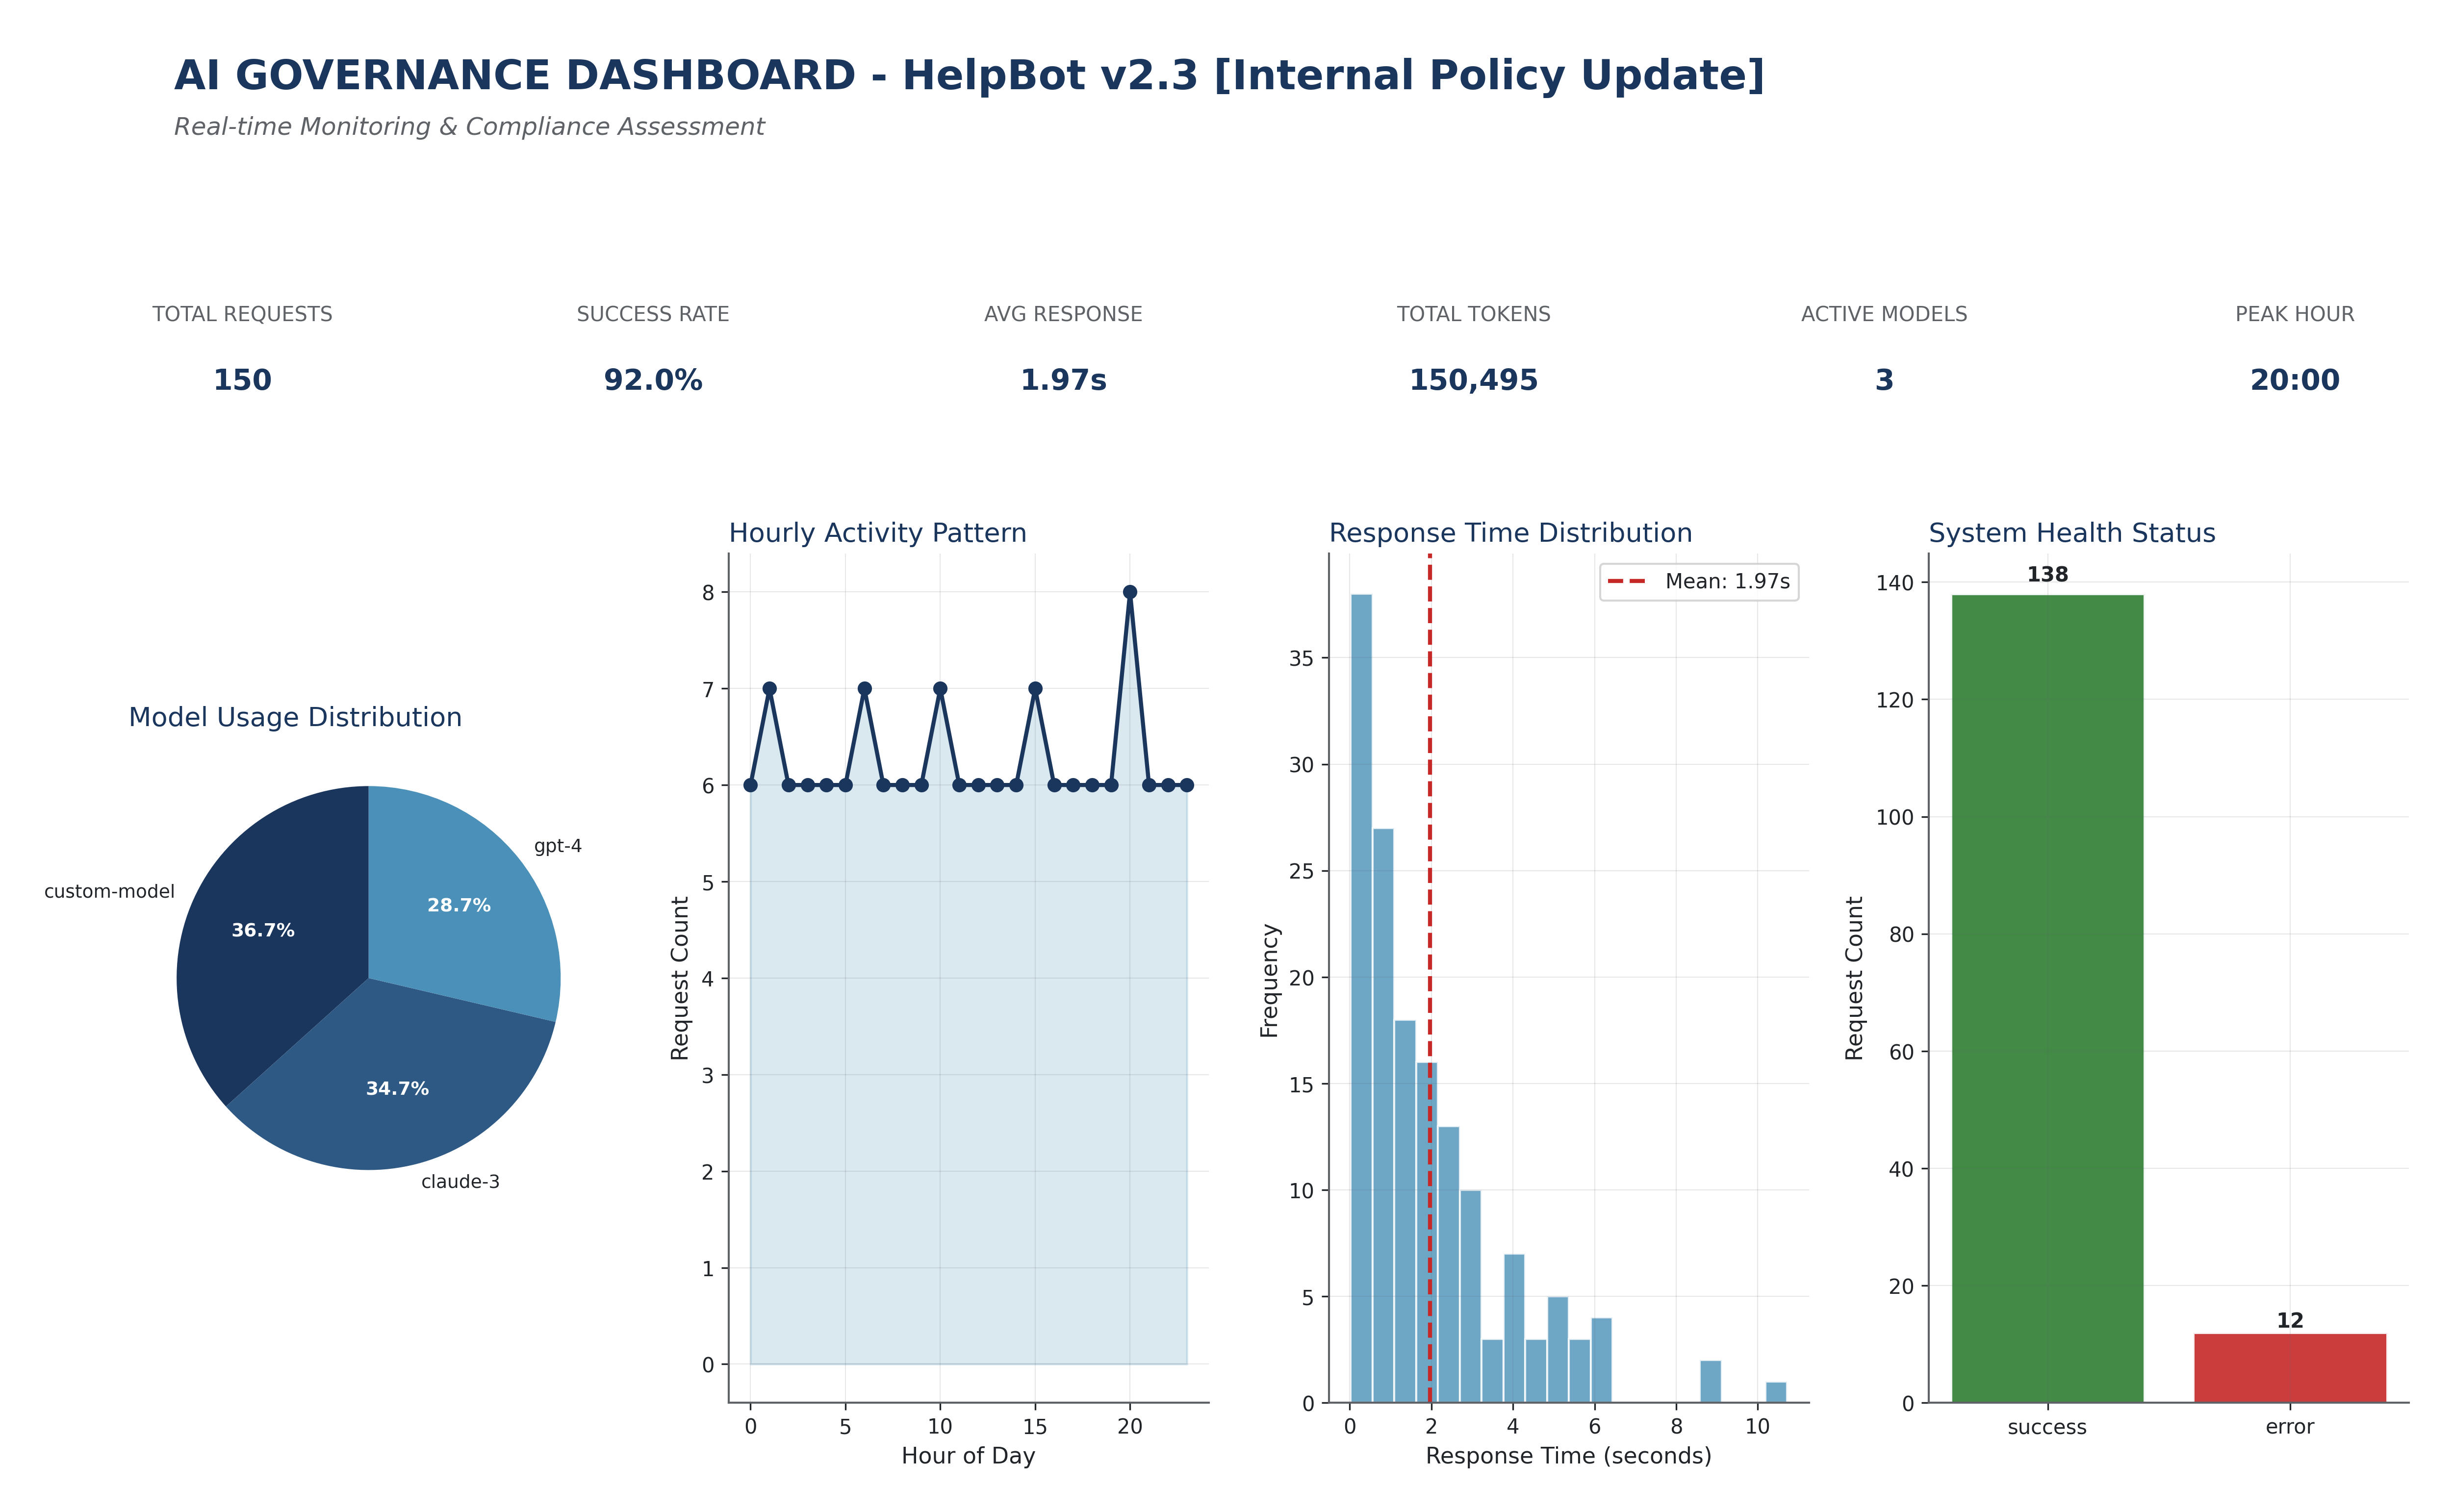 AI GOVERNANCE DASHBOARD - HelpBot v2.3 [Internal Policy Update]
Real-time Monitoring & Compliance Assessment
TOTAL REQUESTS
150
SUCCESS RATE
92.0%
AVG RESPONSE
1.97s
TOTAL TOKENS
150,495
ACTIVE MODELS
3
PEAK HOUR
20:00
Model Usage Distribution
gpt-4
28.7%
custom-model
36.7%
34.7%
claude-3
Hourly Activity Pattern
Request Count
8
7
6
5
4
3
2
1
0
0 5 10 15 20
Hour of Day
Response Time Distribution
Mean: 1.97s
Frequency
35
30
25
20
15
10
5
0
0 2 4 6 8 10
Response Time (seconds)
System Health Status
Request Count
140
120
100
80
60
40
20
0
138
12
success error